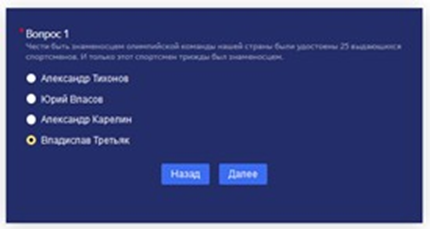 * Вопрос 1
Чести быть знаменосцем олимпийской команды нашей страны были удостоены 25 выдающихся
спортсменов. И только этот спортсмен трижды был знаменосцем.
Александр Тихонов
Юрий Власов
Александр Карелин
Владислав Третьяк
Назад Далее